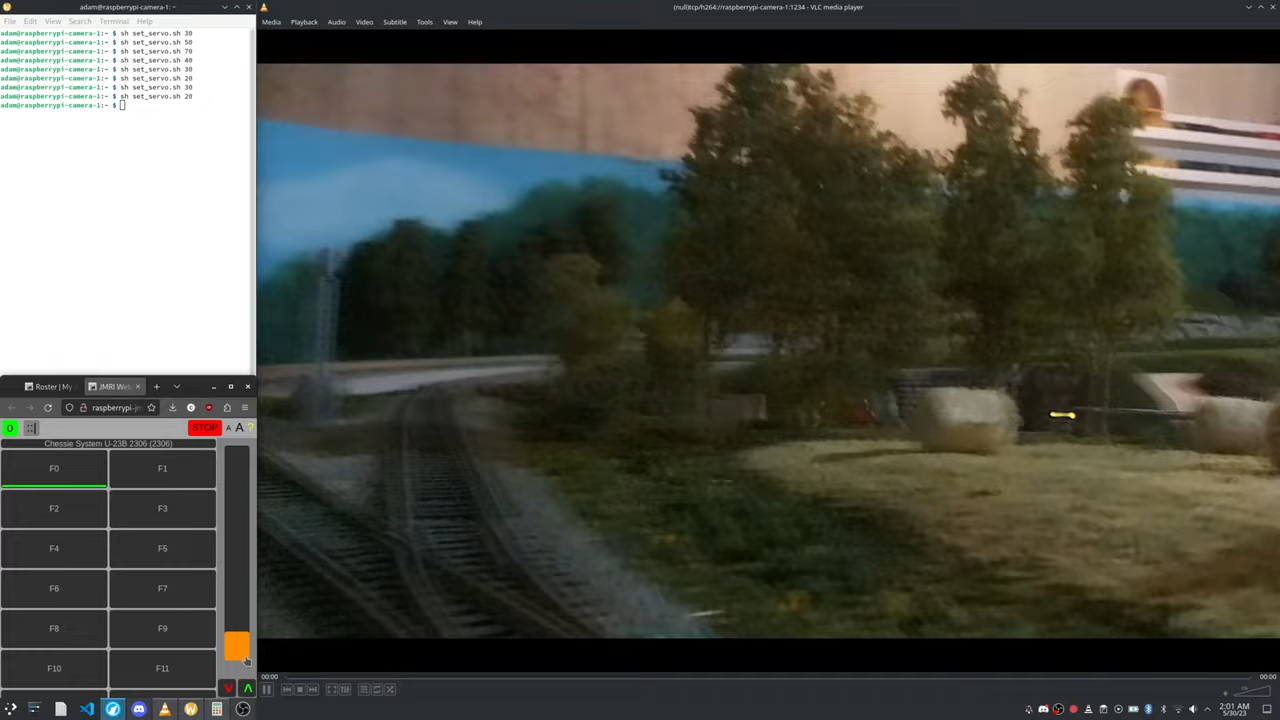 adam@raspberrypi-camera-1: ~
File Edit View Search Terminal Help
adam@raspberrypi-camera-1:~ $ sh set_servo.sh 30
adam@raspberrypi-camera-1:~ $ sh set_servo.sh 50
adam@raspberrypi-camera-1:~ $ sh set_servo.sh 70
adam@raspberrypi-camera-1:~ $ sh set_servo.sh 40
adam@raspberrypi-camera-1:~ $ sh set_servo.sh 30
adam@raspberrypi-camera-1:~ $ sh set_servo.sh 20
adam@raspberrypi-camera-1:~ $ sh set_servo.sh 30
adam@raspberrypi-camera-1:~ $ sh set_servo.sh 20
adam@raspberrypi-camera-1:~ $
(null)tcp/h264://raspberrypi-camera-1:1234 - VLC media player
Media Playback Audio Video Subtitle Tools View Help
Roster | My
JMRI Web
raspberrypi-jm
STOP A A ?
Chessie System U-23B 2306 (2306)
F0 F1
F2 F3
F4 F5
F6 F7
F8 F9
F10 F11
00:00 00:00
2:01 AM
5/30/23